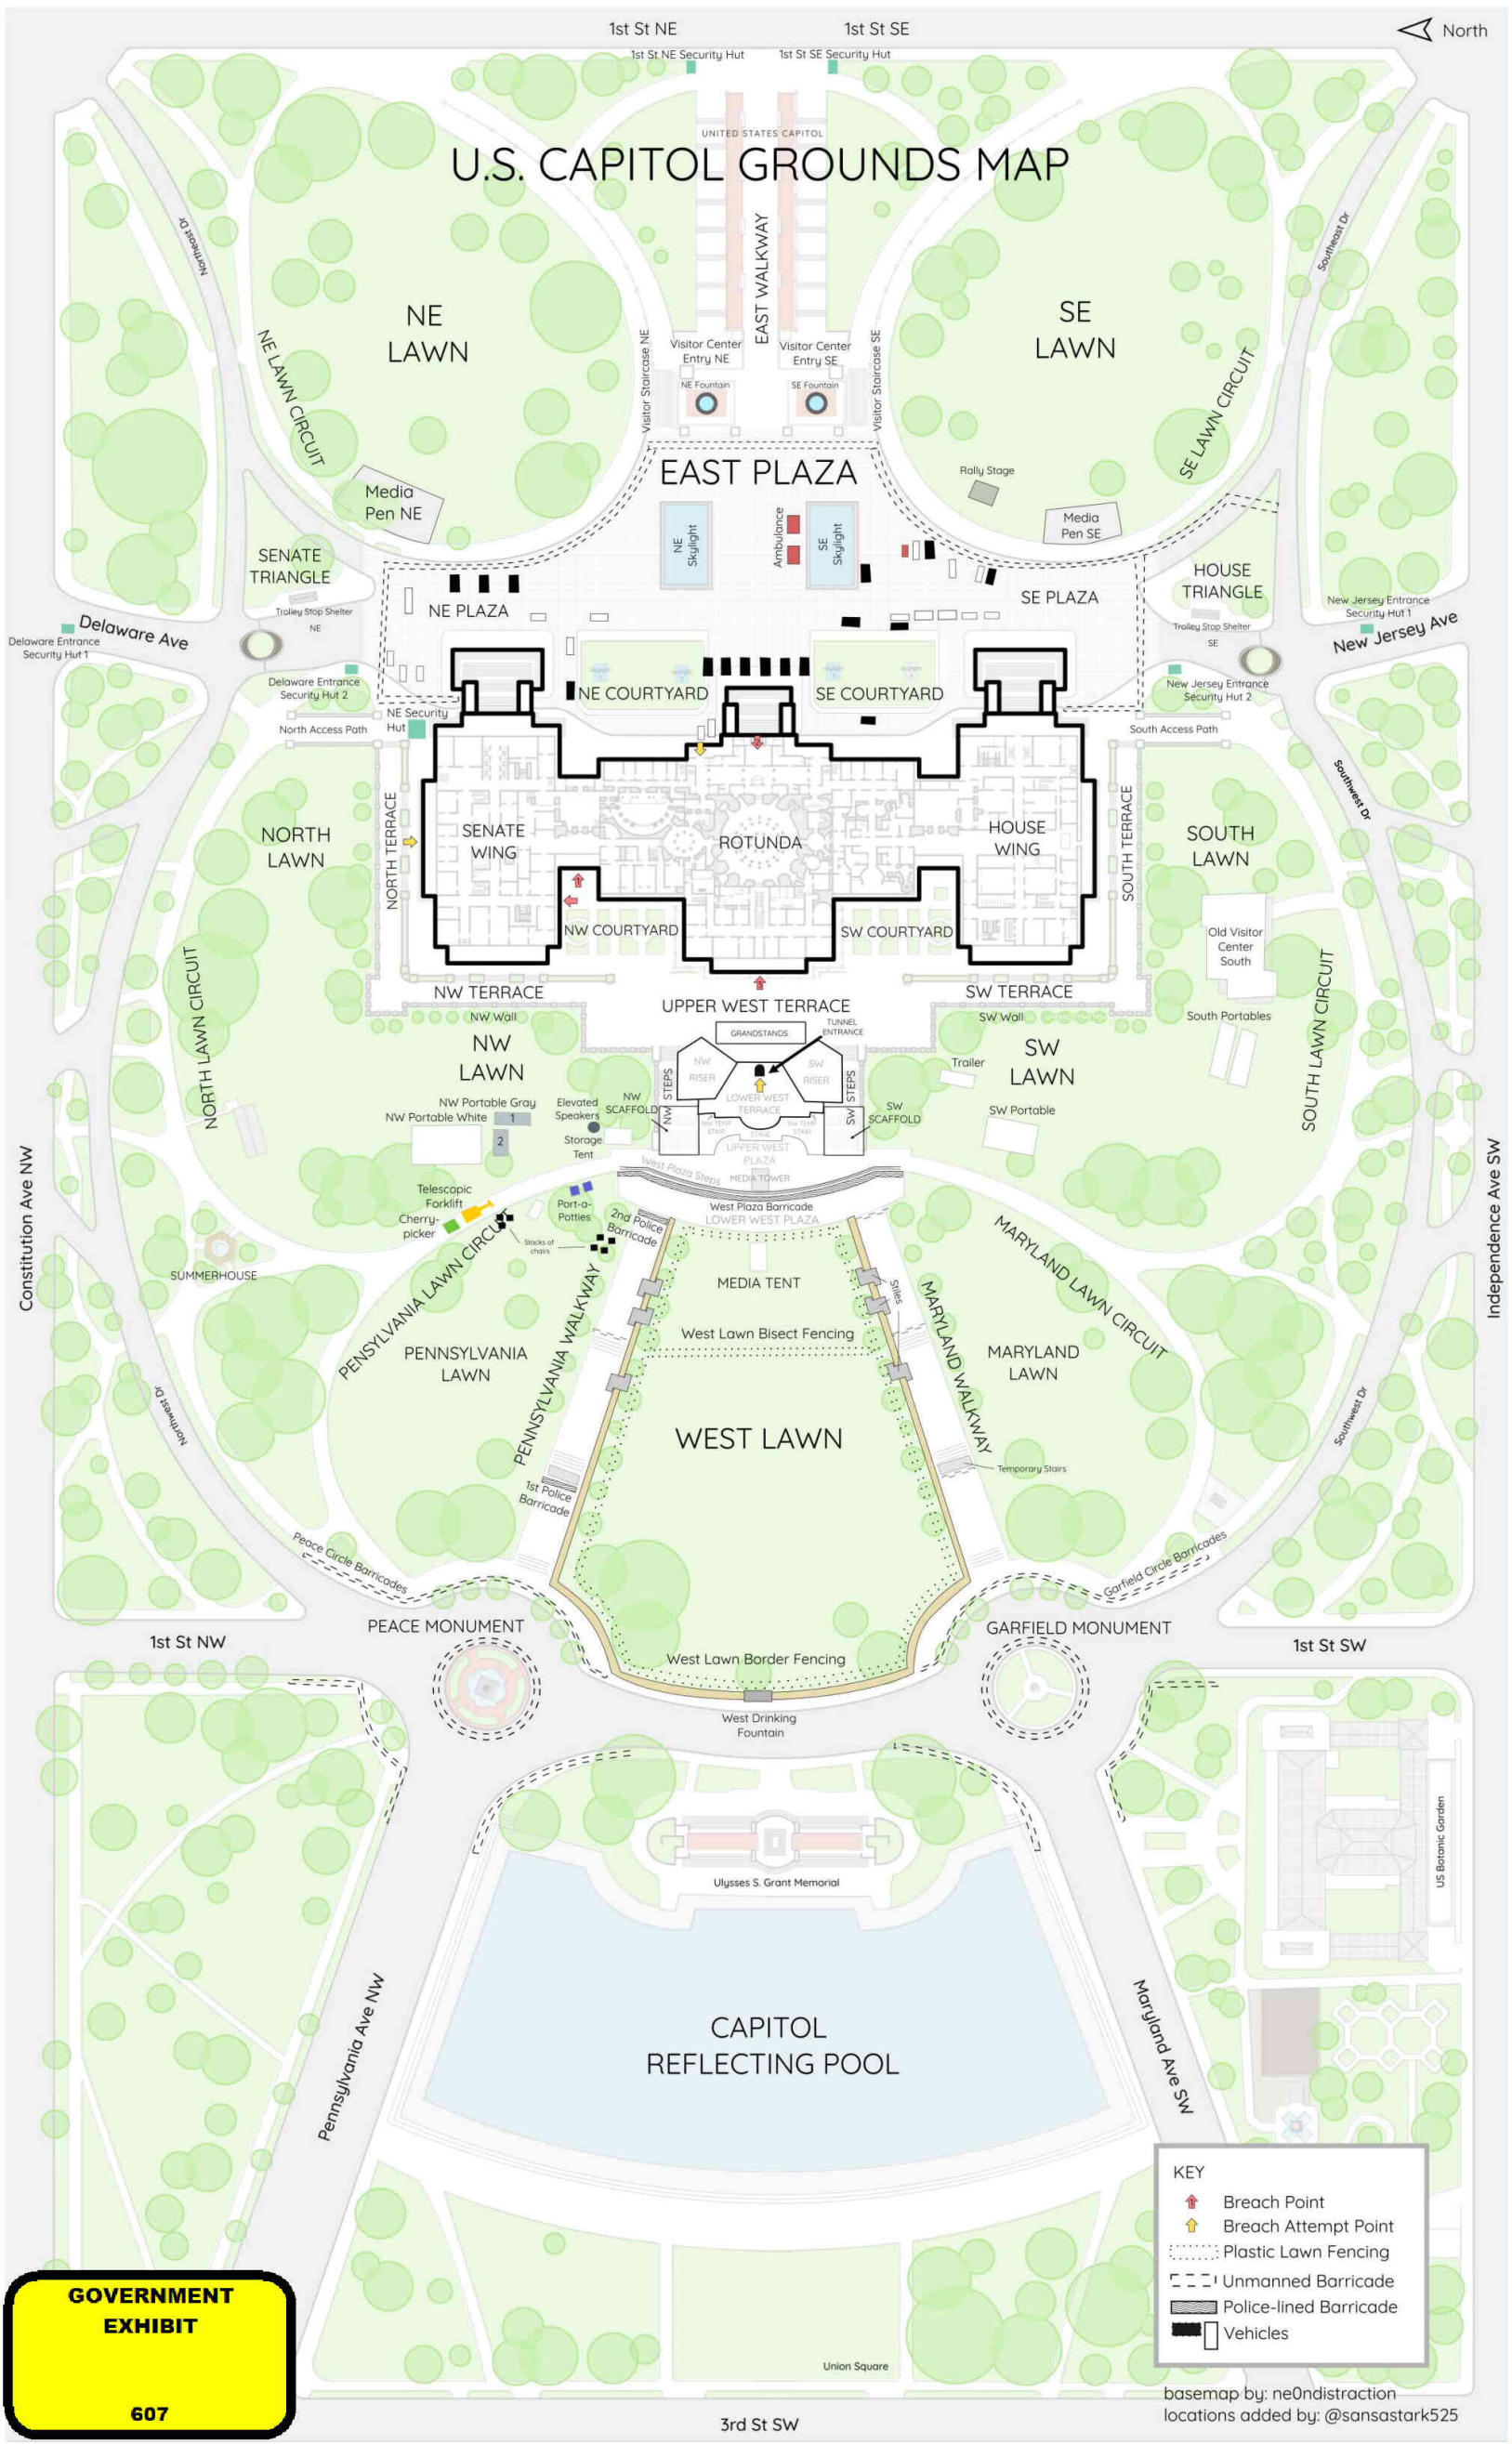 1st St NE
1st St SE
North
1st St NE Security Hut
1st St SE Security Hut
UNITED STATES CAPITOL
U.S. CAPITOL GROUNDS MAP
Northeast Dr
Southeast Dr
EAST WALKWAY
NE
LAWN
SE
LAWN
NE LAWN CIRCUIT
SE LAWN CIRCUIT
Visitor Staircase NE
Visitor Center
Entry NE
Visitor Center
Entry SE
Visitor Staircase SE
NE Fountain
SE Fountain
EAST PLAZA
Rally Stage
Media
Pen NE
Media
Pen SE
NE
Skylight
Ambulance
SE
Skylight
SENATE
TRIANGLE
HOUSE
TRIANGLE
NE PLAZA
SE PLAZA
Trolley Stop Shelter
NE
Trolley Stop Shelter
SE
New Jersey Entrance
Security Hut 1
Delaware Ave
New Jersey Ave
Delaware Entrance
Security Hut 1
Delaware Entrance
Security Hut 2
New Jersey Entrance
Security Hut 2
NE COURTYARD
SE COURTYARD
NE Security
Hut
North Access Path
South Access Path
Southwest Dr
NORTH
LAWN
NORTH TERRACE
SENATE
WING
ROTUNDA
HOUSE
WING
SOUTH TERRACE
SOUTH
LAWN
NW COURTYARD
SW COURTYARD
Old Visitor
Center
South
NORTH LAWN CIRCUIT
SOUTH LAWN CIRCUIT
NW TERRACE
UPPER WEST TERRACE
SW TERRACE
NW Wall
SW Wall
South Portables
GRANDSTANDS
TUNNEL
ENTRANCE
NW
LAWN
SW
LAWN
NW
RISER
SW
RISER
Trailer
NW STEPS
SW STEPS
LOWER WEST
TERRACE
NW Portable Gray
1
NW Portable White
2
Elevated
Speakers
NW
SCAFFOLD
SW
SCAFFOLD
SW Portable
NW TEMP
STAIR
SW TEMP
STAIR
STAGE
Storage
Tent
UPPER WEST
PLAZA
West Plaza Steps
MEDIA TOWER
Constitution Ave NW
Independence Ave SW
Telescopic
Forklift
Cherry-
picker
Port-a-
Potties
West Plaza Barricade
LOWER WEST PLAZA
2nd Police
Barricade
Stacks of
chairs
SUMMERHOUSE
MEDIA TENT
Stiles
PENSYLVANIA LAWN CIRCUIT
MARYLAND LAWN CIRCUIT
PENNSYLVANIA WALKWAY
MARYLAND WALKWAY
West Lawn Bisect Fencing
PENNSYLVANIA
LAWN
MARYLAND
LAWN
Northwest Dr
Southwest Dr
WEST LAWN
Temporary Stairs
1st Police
Barricade
Peace Circle Barricades
Garfield Circle Barricades
PEACE MONUMENT
GARFIELD MONUMENT
1st St NW
1st St SW
West Lawn Border Fencing
West Drinking
Fountain
US Botanic Garden
Ulysses S. Grant Memorial
Pennsylvania Ave NW
Maryland Ave SW
CAPITOL
REFLECTING POOL
KEY
Breach Point
Breach Attempt Point
Plastic Lawn Fencing
Unmanned Barricade
Police-lined Barricade
Vehicles
GOVERNMENT
EXHIBIT
607
Union Square
basemap by: ne0ndistraction
locations added by: @sansastark525
3rd St SW